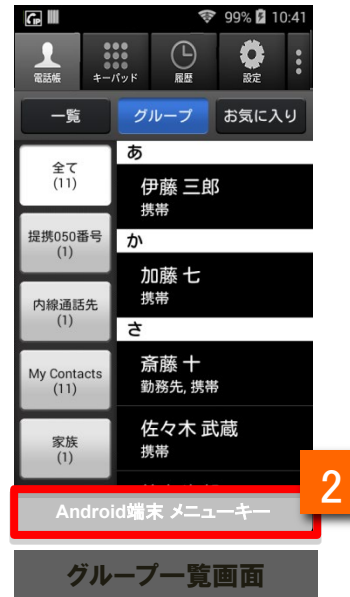 99% 10:41
電話帳 キーパッド 履歴 設定
一覧 グループ お気に入り
全て
(11)
提携050番号
(1)
内線通話先
(1)
My Contacts
(11)
家族
(1)
あ
伊藤 三郎
携帯
か
加藤 七
携帯
さ
斎藤 十
勤務先, 携帯
佐々木 武蔵
携帯
2
Android端末 メニューキー
グループ一覧画面